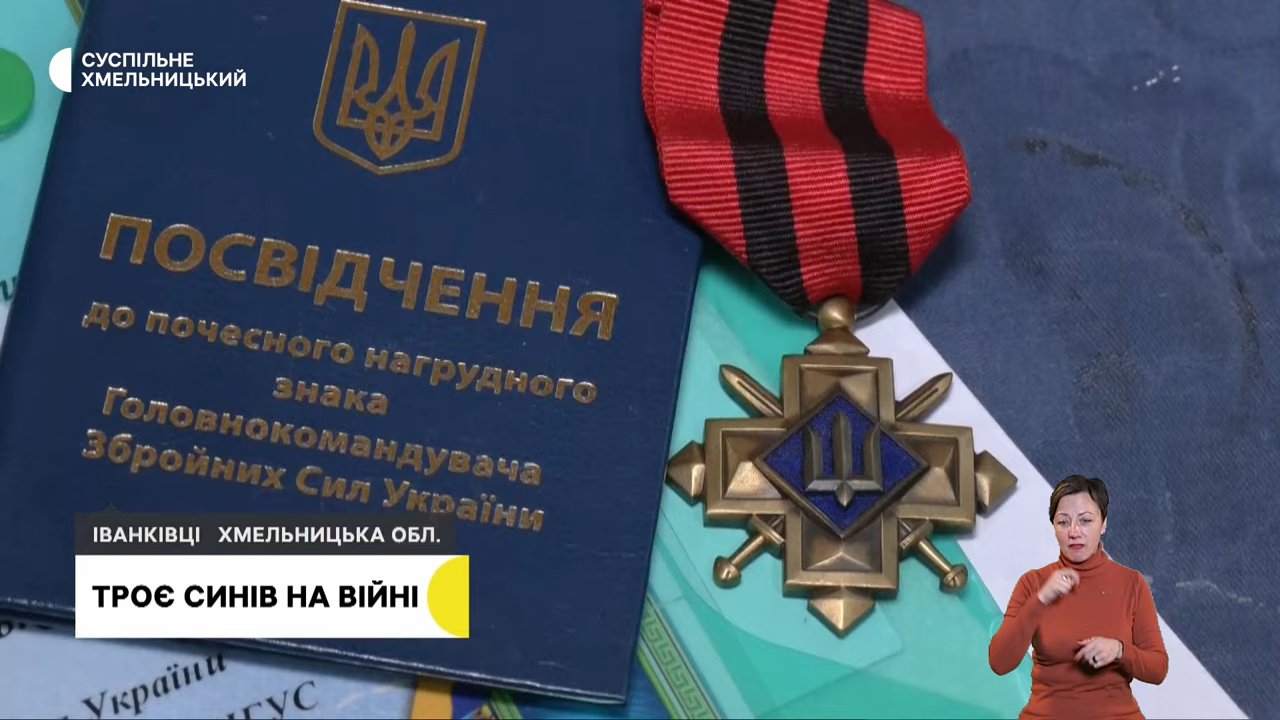 СУСПІЛЬНЕ
ХМЕЛЬНИЦЬКИЙ
ПОСВІДЧЕННЯ
до почесного нагрудного
знака
Головнокомандувача
Збройних Сил України
ІВАНКІВЦІ ХМЕЛЬНИЦЬКА ОБЛ.
ТРОЄ СИНІВ НА ВІЙНІ
України